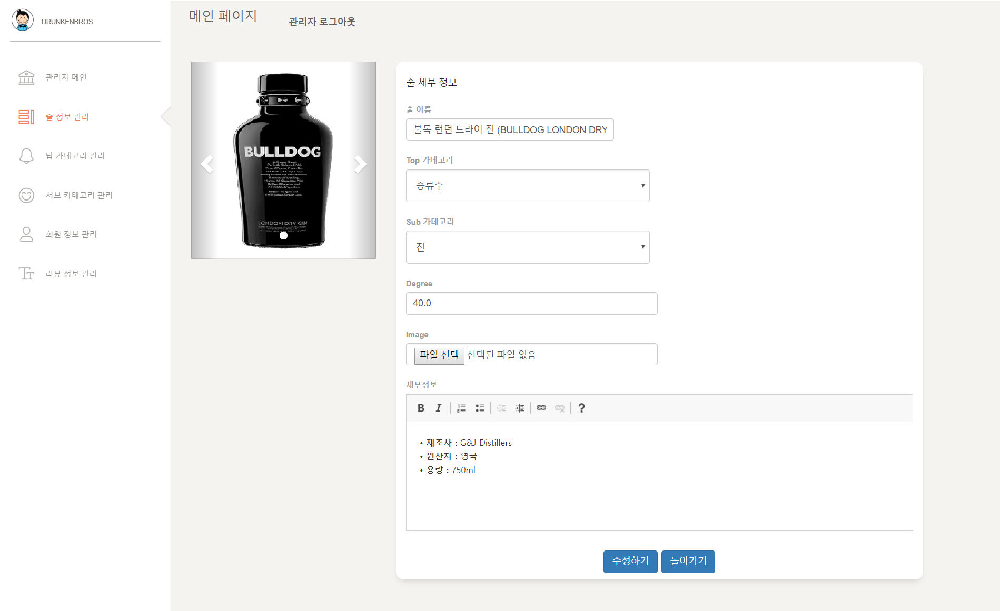 DRUNKENBROS
메인 페이지
관리자 로그아웃
관리자 메인
술 정보 관리
탑 카테고리 관리
서브 카테고리 관리
회원 정보 관리
리뷰 정보 관리
BULLDOG
LONDON DRY GIN
술 세부 정보
술 이름
불독 런던 드라이 진 (BULLDOG LONDON DRY
Top 카테고리
증류주
Sub 카테고리
진
Degree
40.0
Image
파일 선택 선택된 파일 없음
세부정보
B I ?
• 제조사 : G&J Distillers
• 원산지 : 영국
• 용량 : 750ml
수정하기 돌아가기